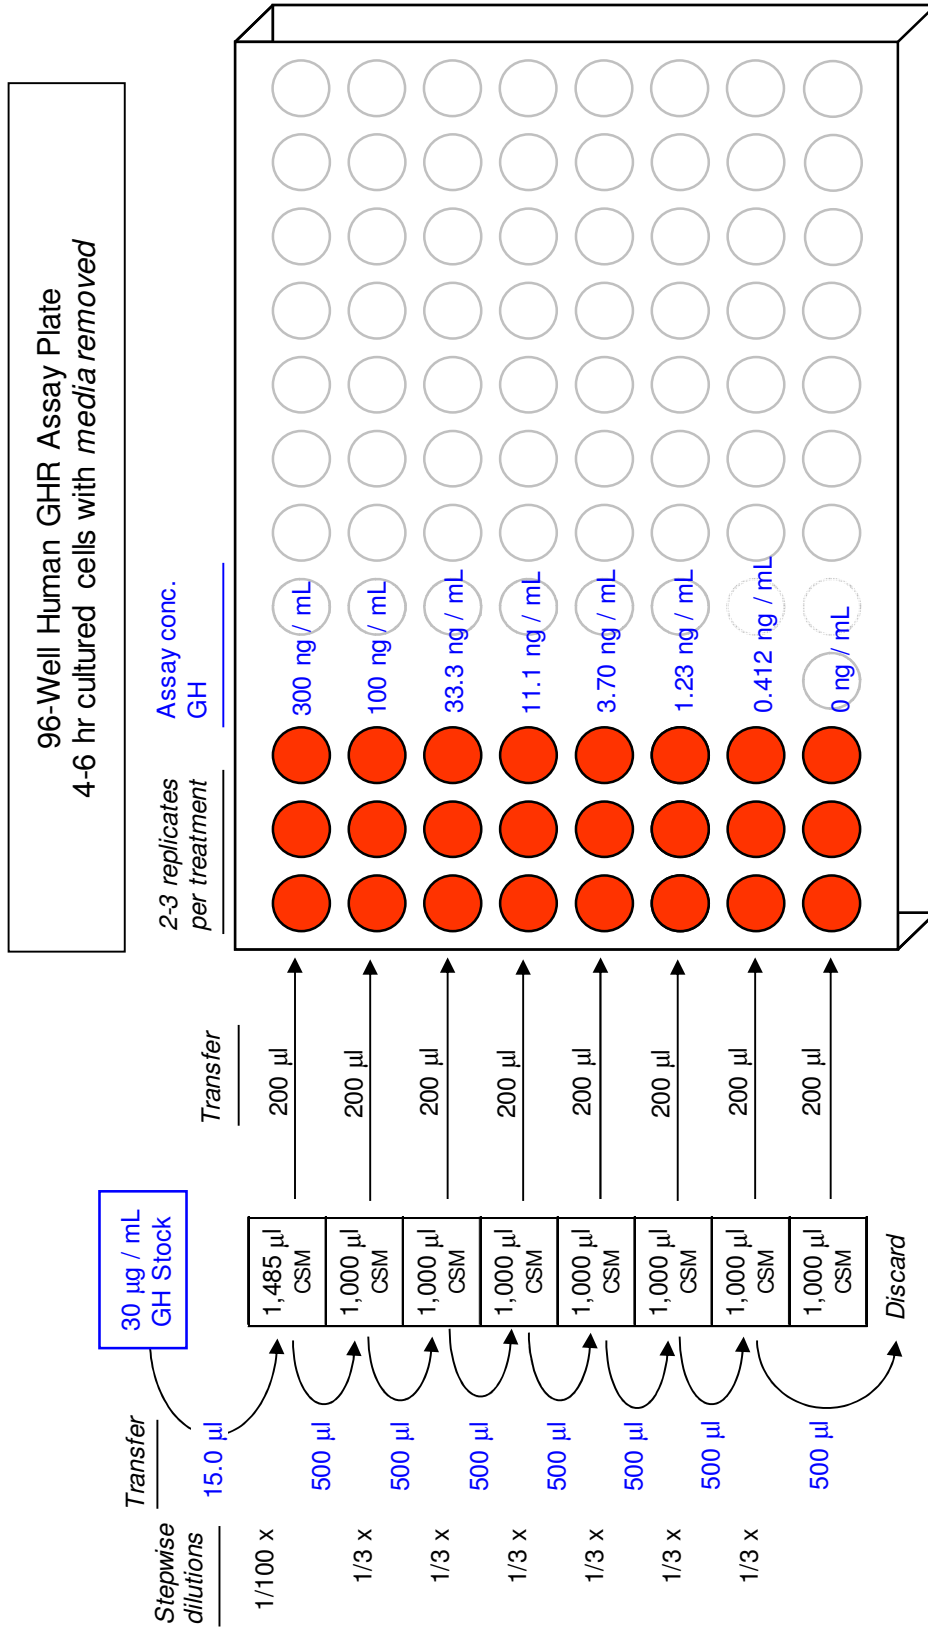 96-Well Human GHR Assay Plate
4-6 hr cultured cells with media removed
Stepwise
dilutions
Transfer
30 µg / mL
GH Stock
Transfer
2-3 replicates
per treatment
Assay conc.
GH
1/100 x
15.0 µl
1,485 µl
CSM
200 µl
300 ng / mL
1/3 x
500 µl
1,000 µl
CSM
200 µl
100 ng / mL
1/3 x
500 µl
1,000 µl
CSM
200 µl
33.3 ng / mL
1/3 x
500 µl
1,000 µl
CSM
200 µl
11.1 ng / mL
1/3 x
500 µl
1,000 µl
CSM
200 µl
3.70 ng / mL
1/3 x
500 µl
1,000 µl
CSM
200 µl
1.23 ng / mL
1/3 x
500 µl
1,000 µl
CSM
200 µl
0.412 ng / mL
500 µl
1,000 µl
CSM
200 µl
0 ng / mL
Discard